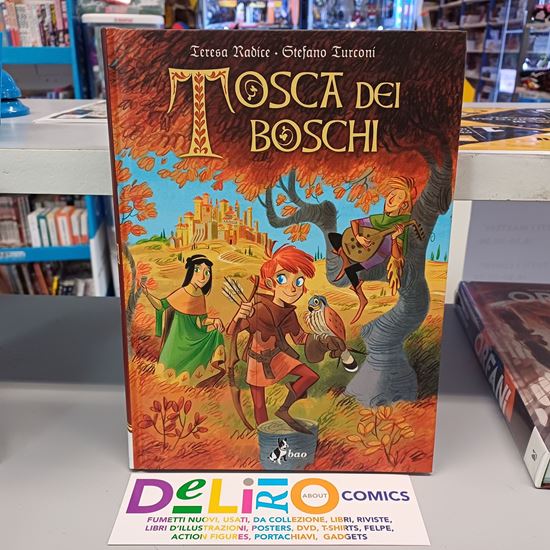 Teresa Radice • Stefano Turconi
TOSCA DEI
BOSCHI
bao
DeLiRiO ABOUT COMICS
FUMETTI NUOVI, USATI, DA COLLEZIONE, LIBRI, RIVISTE,
LIBRI D'ILLUSTRAZIONI, POSTERS, DVD, T-SHIRTS, FELPE,
ACTION FIGURES, PORTACHIAVI, GADGETS